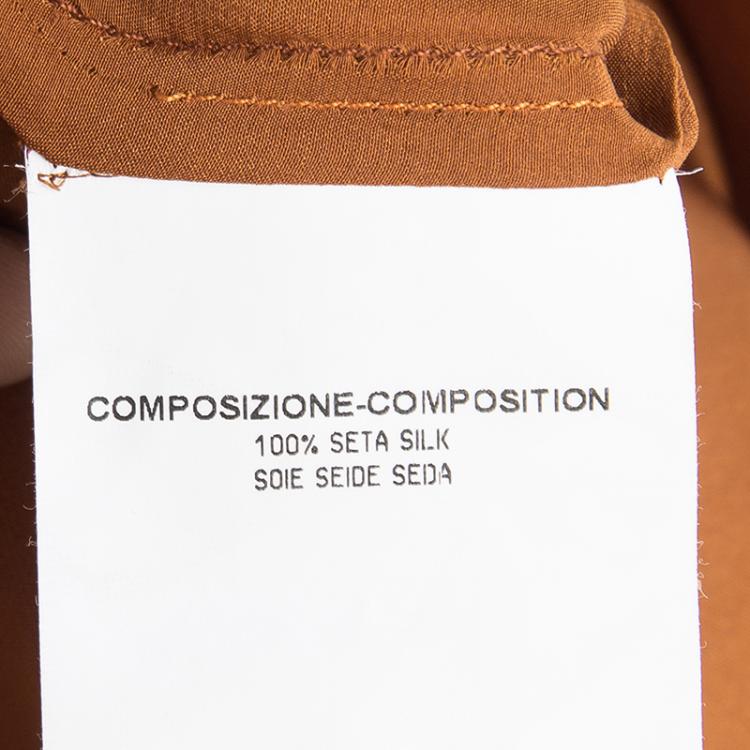 COMPOSIZIONE-COMPOSITION
100% SETA SILK
SOIE SEIDE SEDA